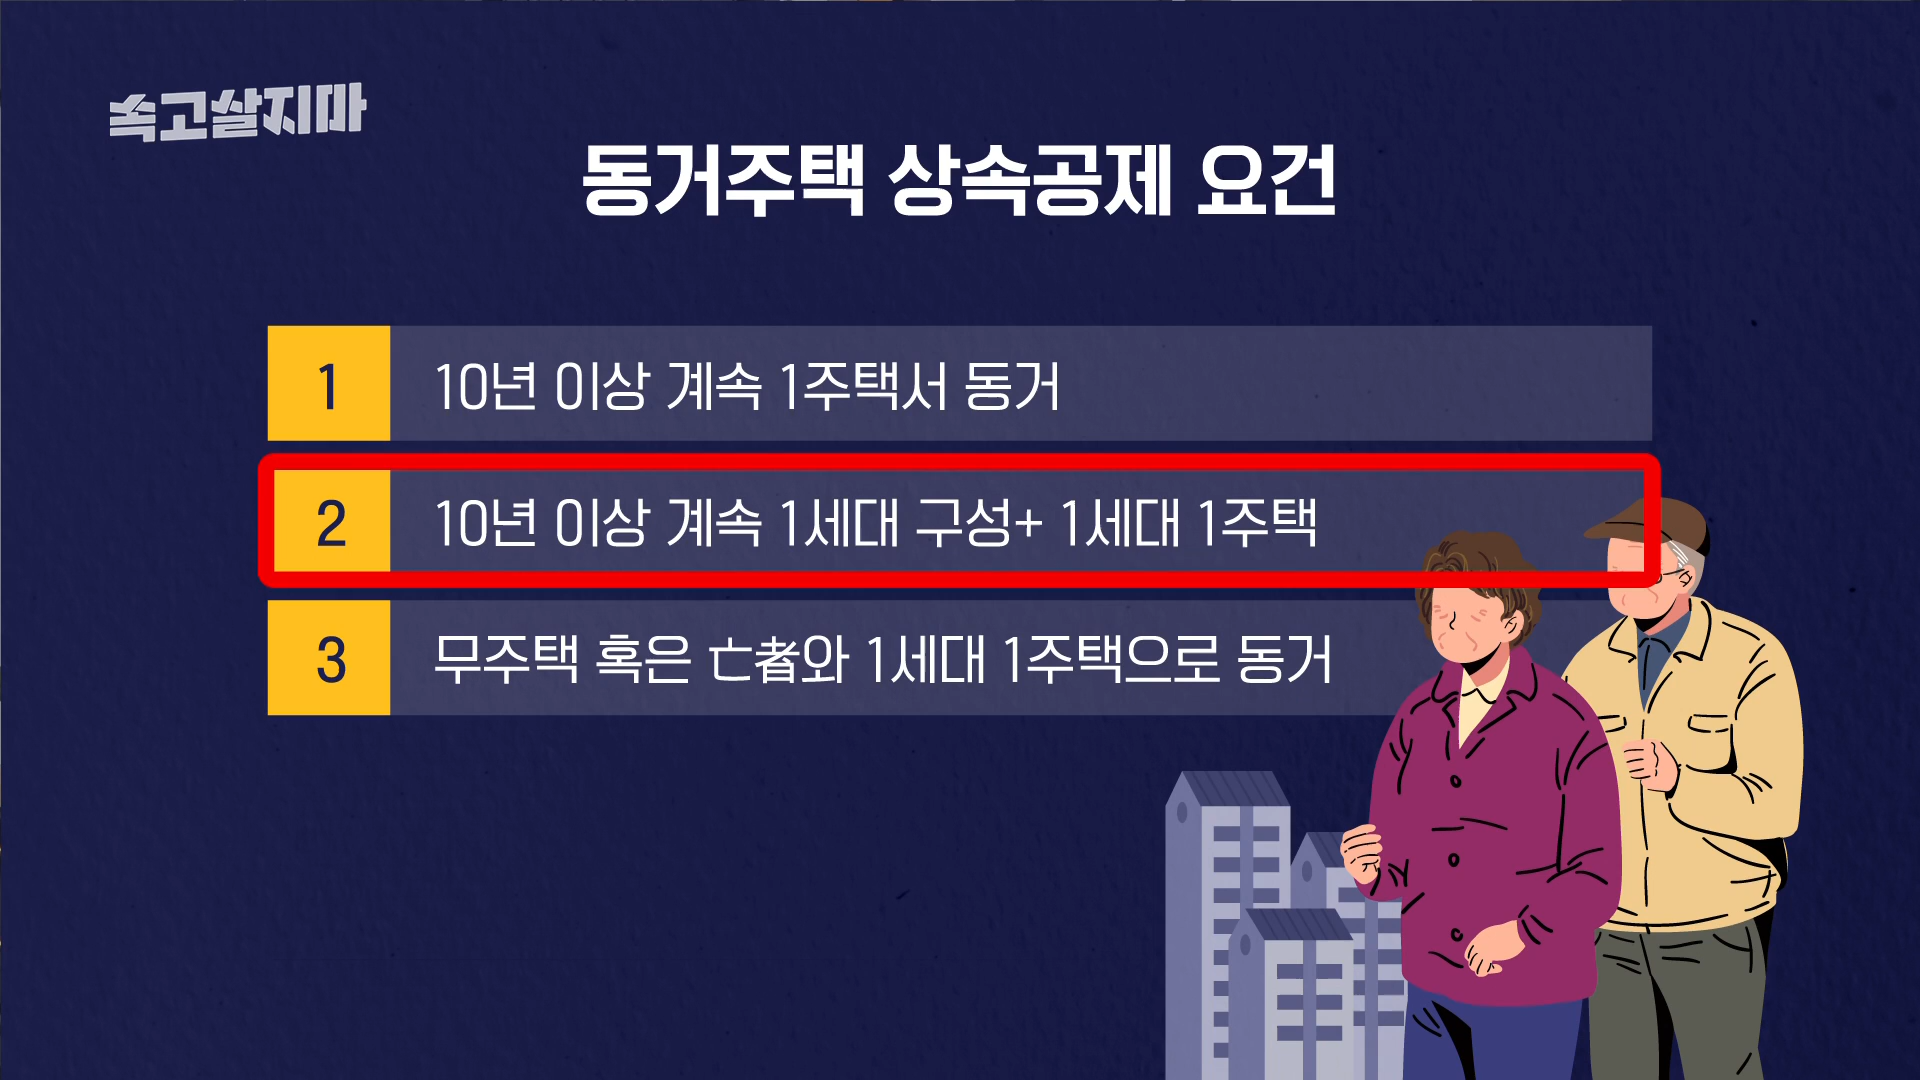 속고살지마
동거주택 상속공제 요건
1 10년 이상 계속 1주택서 동거
2 10년 이상 계속 1세대 구성+ 1세대 1주택
3 무주택 혹은 亡者와 1세대 1주택으로 동거